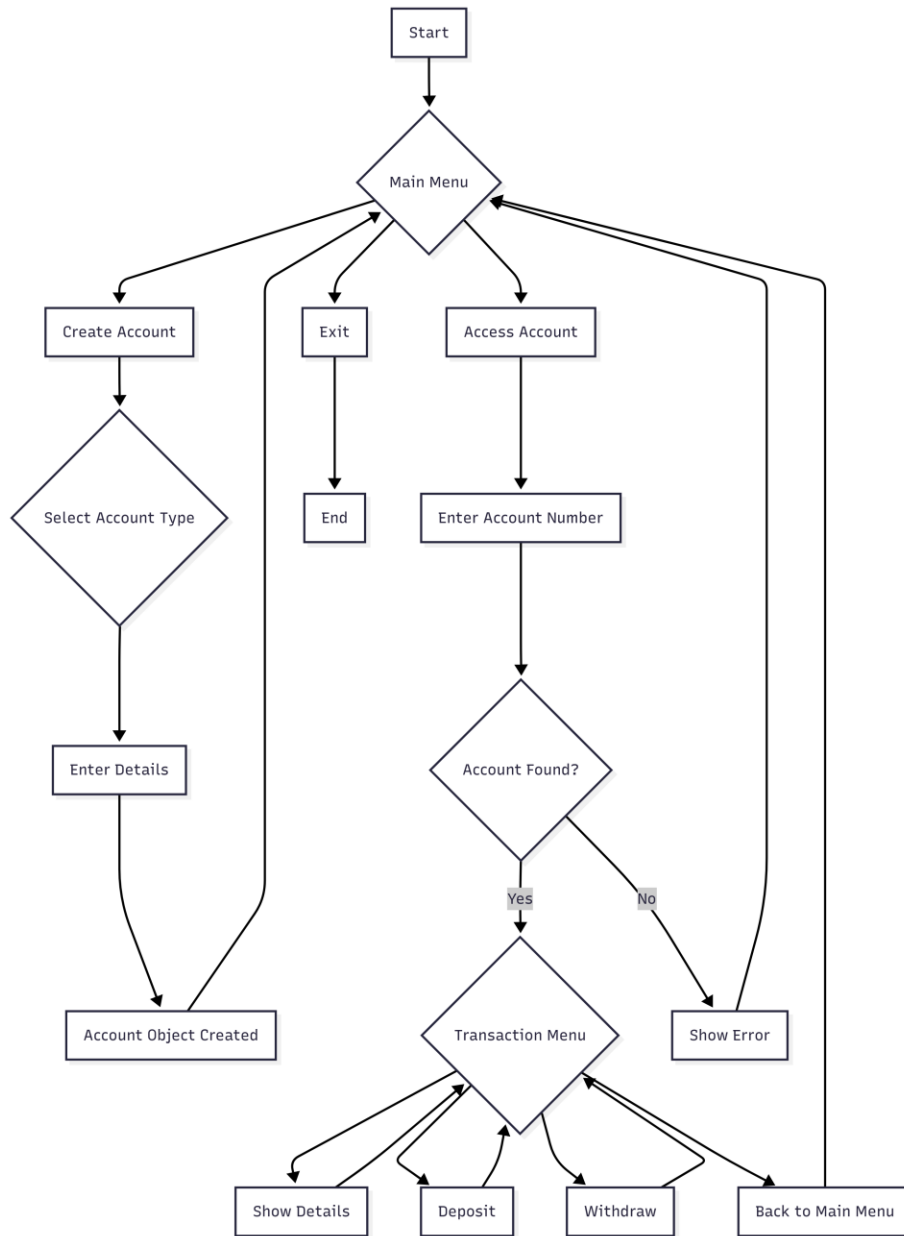 Start
Main Menu
Create Account
Exit
Access Account
Select Account Type
End
Enter Account Number
Enter Details
Account Found?
Yes
No
Account Object Created
Transaction Menu
Show Error
Show Details
Deposit
Withdraw
Back to Main Menu